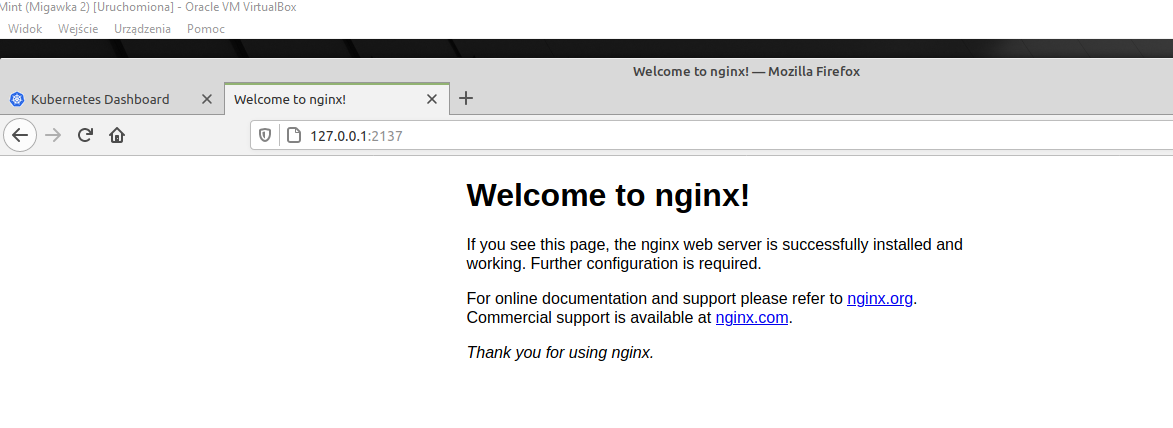 Mint (Migawka 2) [Uruchomiona] - Oracle VM VirtualBox
Widok Wejście Urządzenia Pomoc
Welcome to nginx! — Mozilla Firefox
Kubernetes Dashboard
Welcome to nginx!
127.0.0.1:2137
Welcome to nginx!
If you see this page, the nginx web server is successfully installed and
working. Further configuration is required.
For online documentation and support please refer to nginx.org.
Commercial support is available at nginx.com.
Thank you for using nginx.